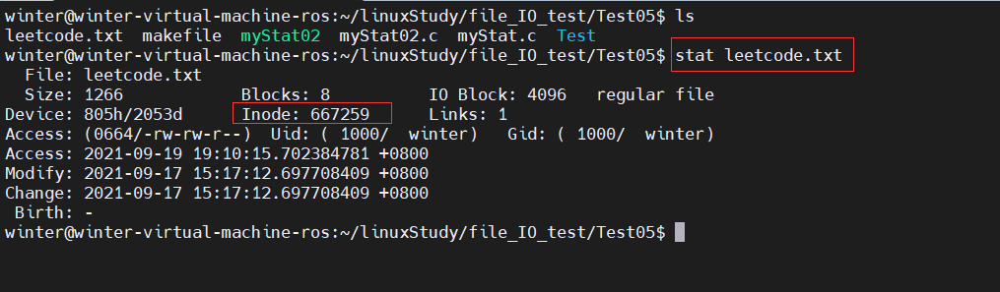 winter@winter-virtual-machine-ros:~/linuxStudy/file_IO_test/Test05$ ls
leetcode.txt  makefile  myStat02  myStat02.c  myStat.c  Test
winter@winter-virtual-machine-ros:~/linuxStudy/file_IO_test/Test05$ stat leetcode.txt
  File: leetcode.txt
  Size: 1266            Blocks: 8          IO Block: 4096   regular file
Device: 805h/2053d      Inode: 667259      Links: 1
Access: (0664/-rw-rw-r--)  Uid: ( 1000/  winter)   Gid: ( 1000/  winter)
Access: 2021-09-19 19:10:15.702384781 +0800
Modify: 2021-09-17 15:17:12.697708409 +0800
Change: 2021-09-17 15:17:12.697708409 +0800
 Birth: -
winter@winter-virtual-machine-ros:~/linuxStudy/file_IO_test/Test05$